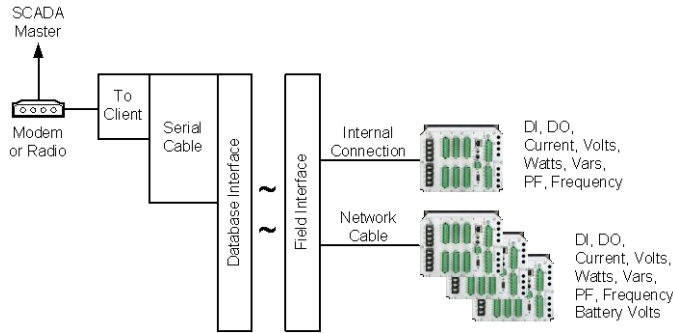 SCADA
Master
Modem
or Radio
To
Client
Serial
Cable
Database Interface
Field Interface
Internal
Connection
DI, DO,
Current, Volts,
Watts, Vars,
PF, Frequency
Network
Cable
DI, DO,
Current, Volts,
Watts, Vars,
PF, Frequency
Battery Volts